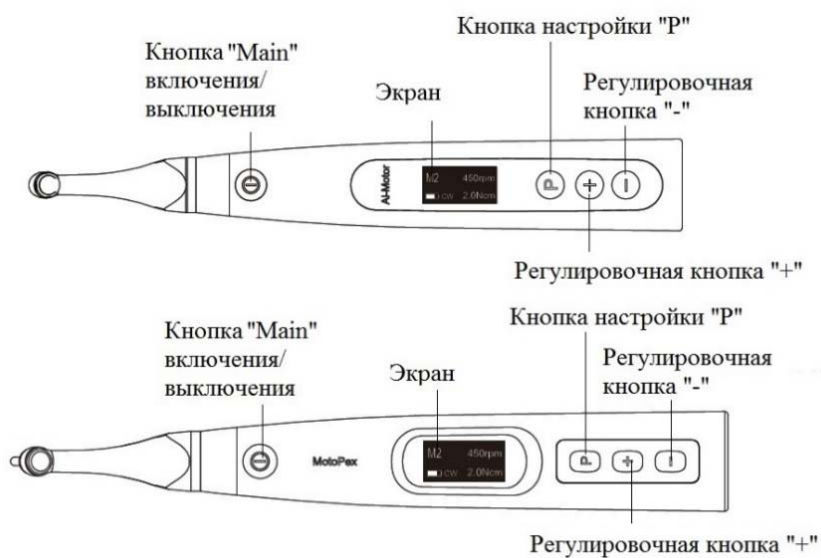 Кнопка настройки "P"
Кнопка "Main"
включения/
выключения
Экран
Регулировочная
кнопка "-"
AI-Motor
M2 450rpm
CW 2.0Ncm
P + −
Регулировочная кнопка "+"
Кнопка настройки "P"
Кнопка "Main"
включения/
выключения
Экран
Регулировочная
кнопка "-"
MotoPex
M2 450rpm
CW 2.0Ncm
P + −
Регулировочная кнопка "+"